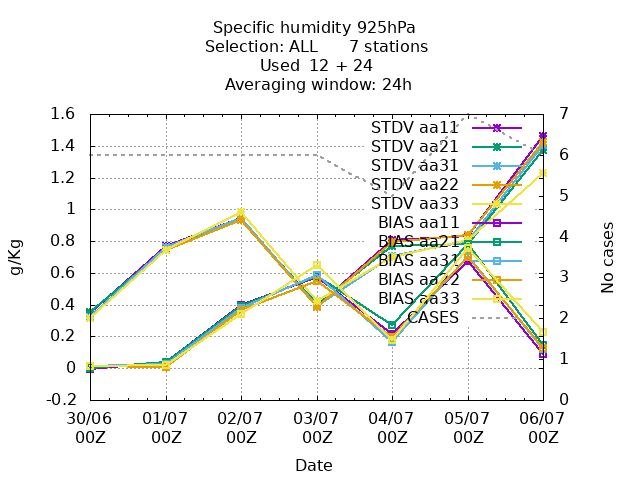 Specific humidity 925hPa
Selection: ALL 7 stations
Used 12 + 24
Averaging window: 24h
1.6
1.4
1.2
1
0.8
0.6
0.4
0.2
0
-0.2
g/Kg
7
6
5
4
3
2
1
0
No cases
STDV aa11
STDV aa21
STDV aa31
STDV aa22
STDV aa33
BIAS aa11
BIAS aa21
BIAS aa31
BIAS aa22
BIAS aa33
CASES
30/06 01/07 02/07 03/07 04/07 05/07 06/07
00Z 00Z 00Z 00Z 00Z 00Z 00Z
Date